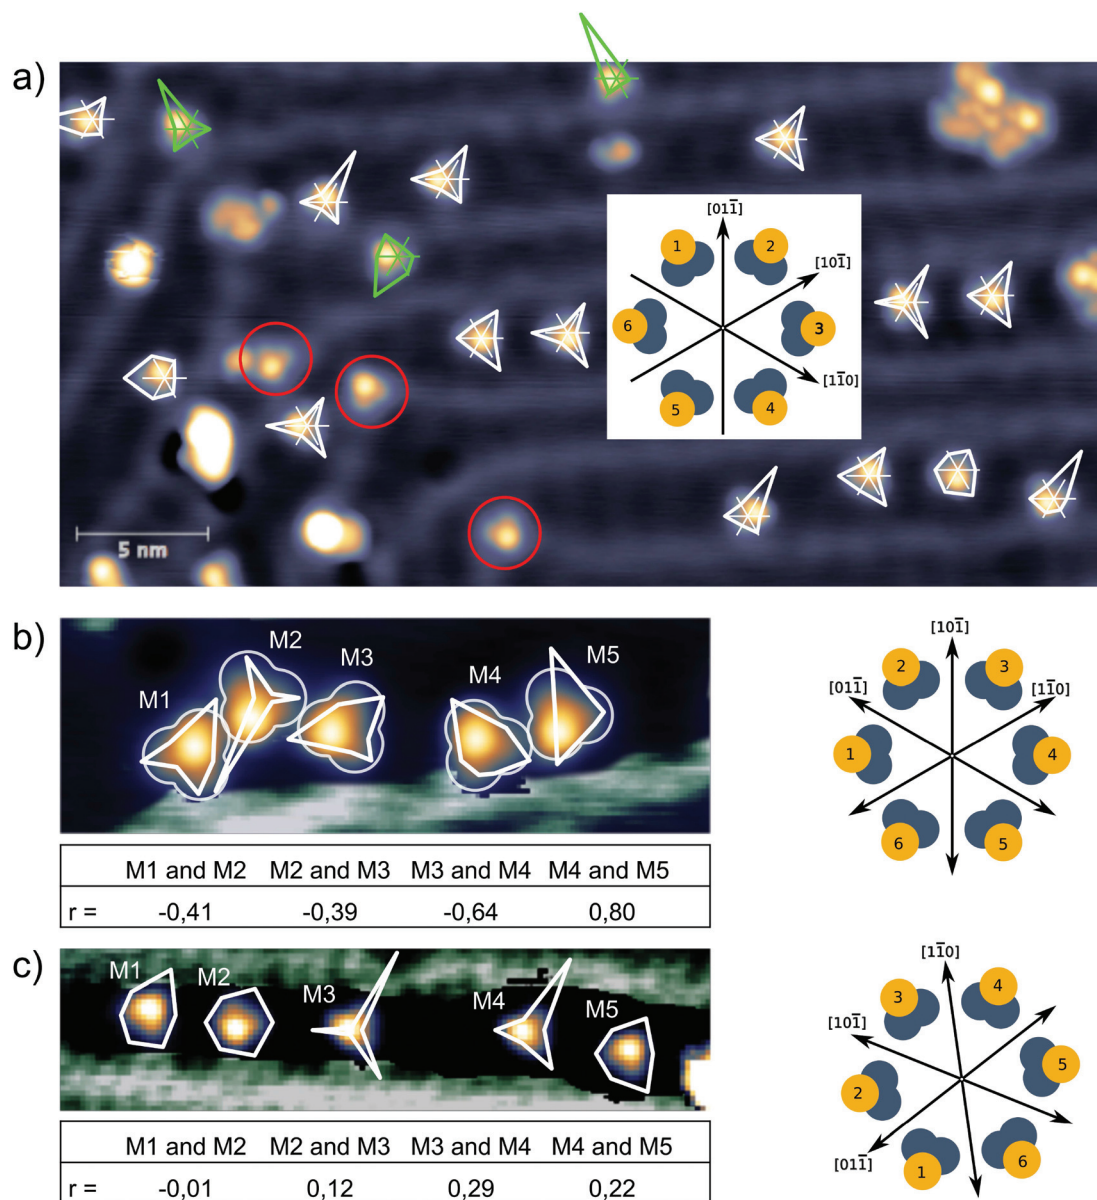 a)
[011̄]
1
2
[101̄]
6
3
[11̄0]
5
4
5 nm
b)
M1
M2
M3
M4
M5
[101̄]
2
3
[011̄]
[11̄0]
1
4
6
5
M1 and M2 M2 and M3 M3 and M4 M4 and M5
r = -0,41 -0,39 -0,64 0,80
c)
M1
M2
M3
M4
M5
[11̄0]
3
4
[101̄]
2
5
[011̄]
1
6
M1 and M2 M2 and M3 M3 and M4 M4 and M5
r = -0,01 0,12 0,29 0,22